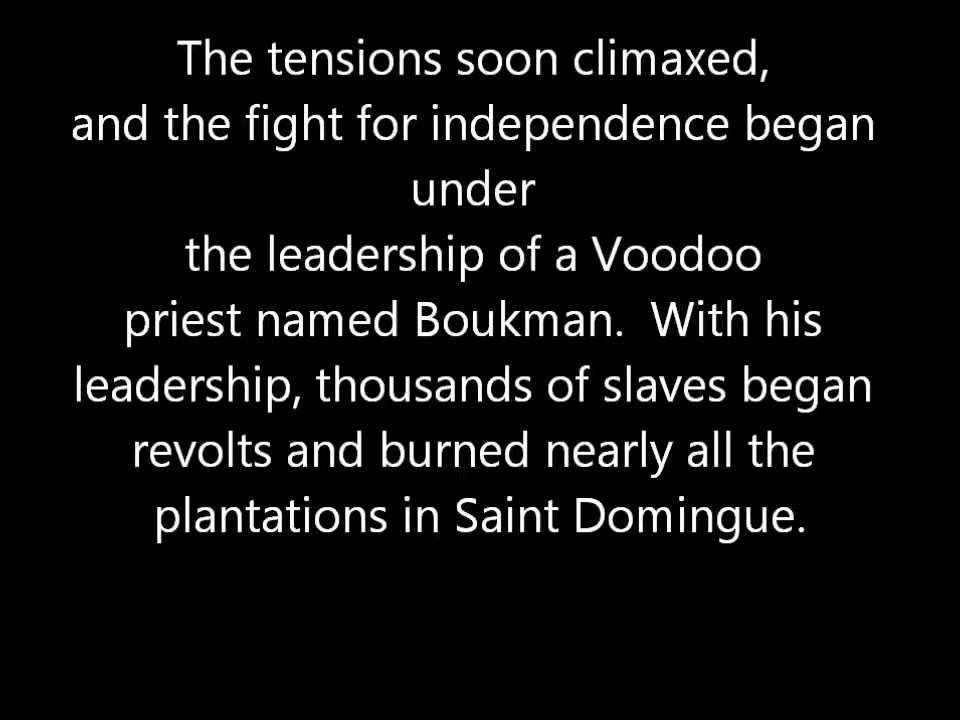 The tensions soon climaxed,
and the fight for independence began
under
the leadership of a Voodoo
priest named Boukman.  With his
leadership, thousands of slaves began
revolts and burned nearly all the
plantations in Saint Domingue.